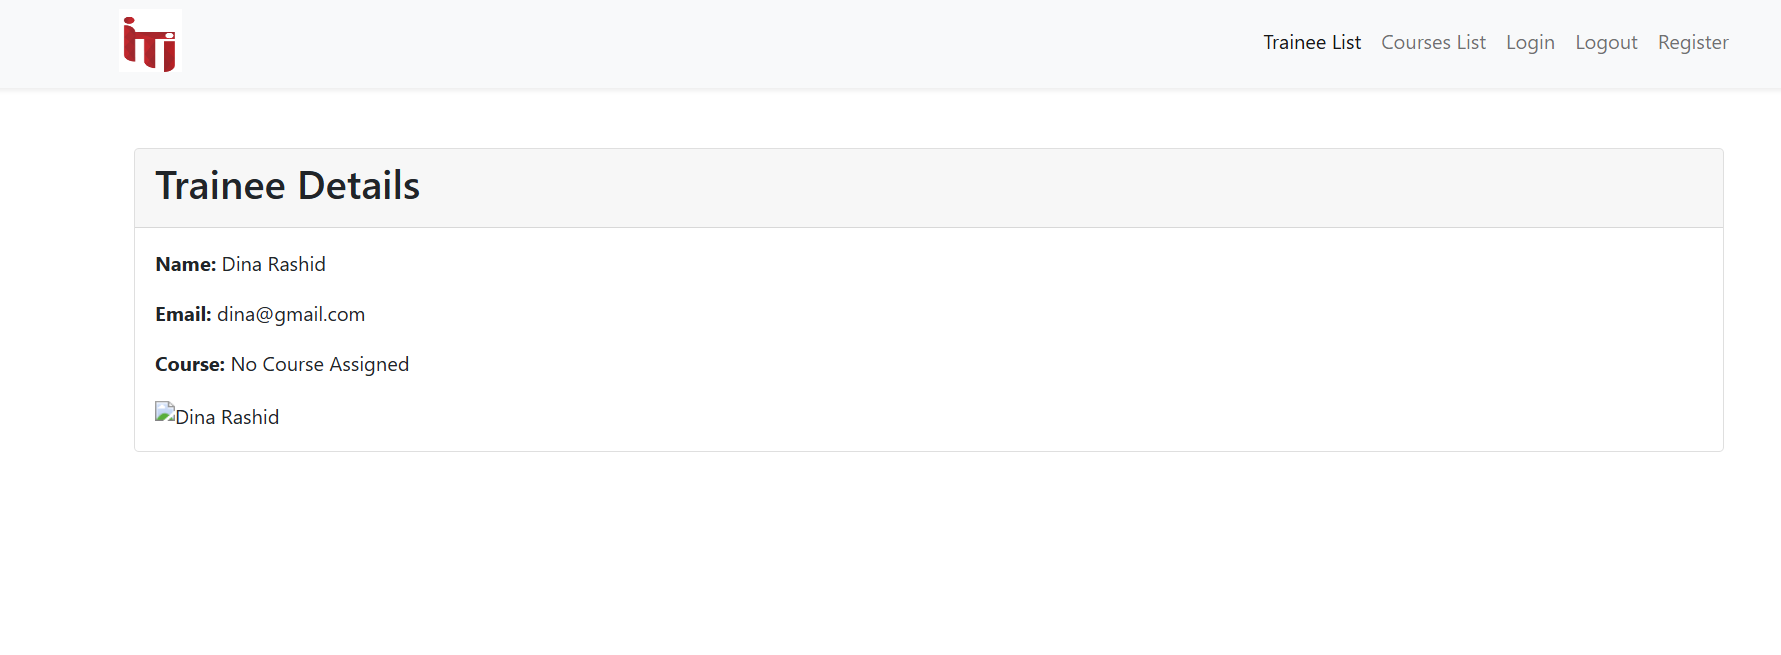 iTi
Trainee List Courses List Login Logout Register
Trainee Details
Name: Dina Rashid
Email: dina@gmail.com
Course: No Course Assigned
Dina Rashid